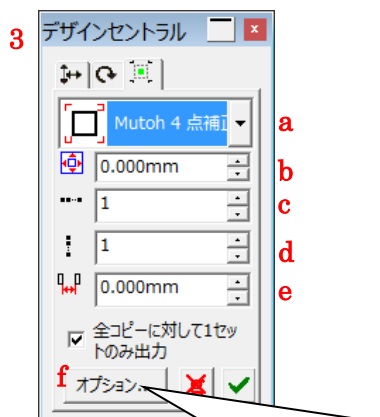 3
デザインセントラル
Mutoh 4 点補正
a
0.000mm
b
1
c
1
d
0.000mm
e
全コピーに対して1セッ
トのみ出力
f
オプション...